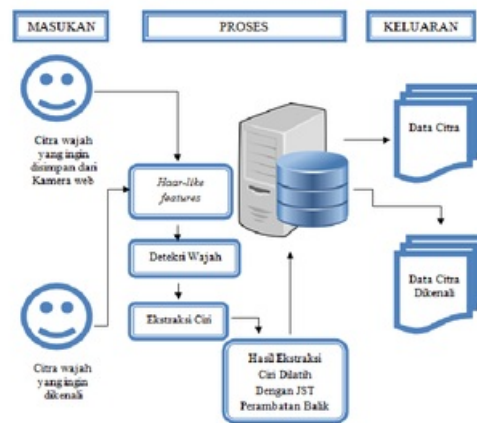 MASUKAN
PROSES
KELUARAN
Citra wajah
yang ingin
disimpan dari
Kamera web
Haar-like
features
Deteksi Wajah
Ekstraksi Ciri
Hasil Ekstraksi
Ciri Dilatih
Dengan JST
Perambatan Balik
Citra wajah
yang ingin
dikenali
Data Citra
Data Citra
Dikenali